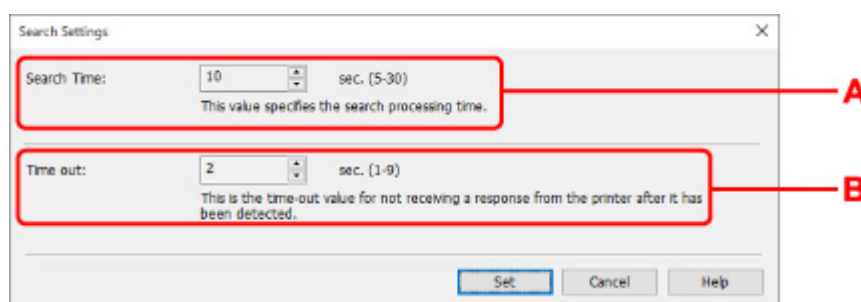 Search Settings
Search Time: 10 sec. (5-30)
This value specifies the search processing time.
A
Time out: 2 sec. (1-9)
This is the time-out value for not receiving a response from the printer after it has
been detected.
B
Set Cancel Help